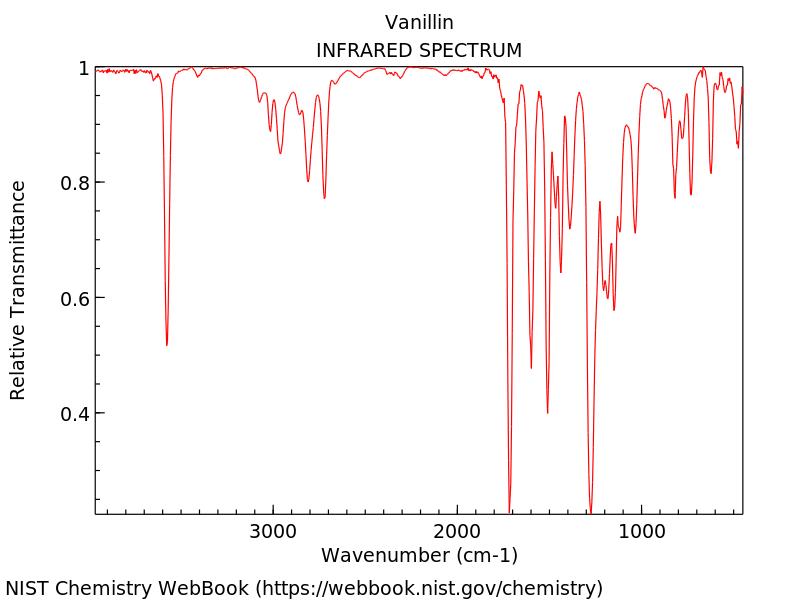 Vanillin
INFRARED SPECTRUM
1
0.8
0.6
0.4
Relative Transmittance
3000 2000 1000
Wavenumber (cm-1)
NIST Chemistry WebBook (https://webbook.nist.gov/chemistry)